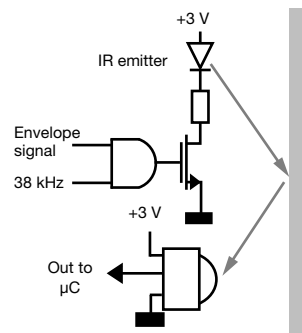 +3 V
IR emitter
Envelope
signal
38 kHz
+3 V
Out to
µC